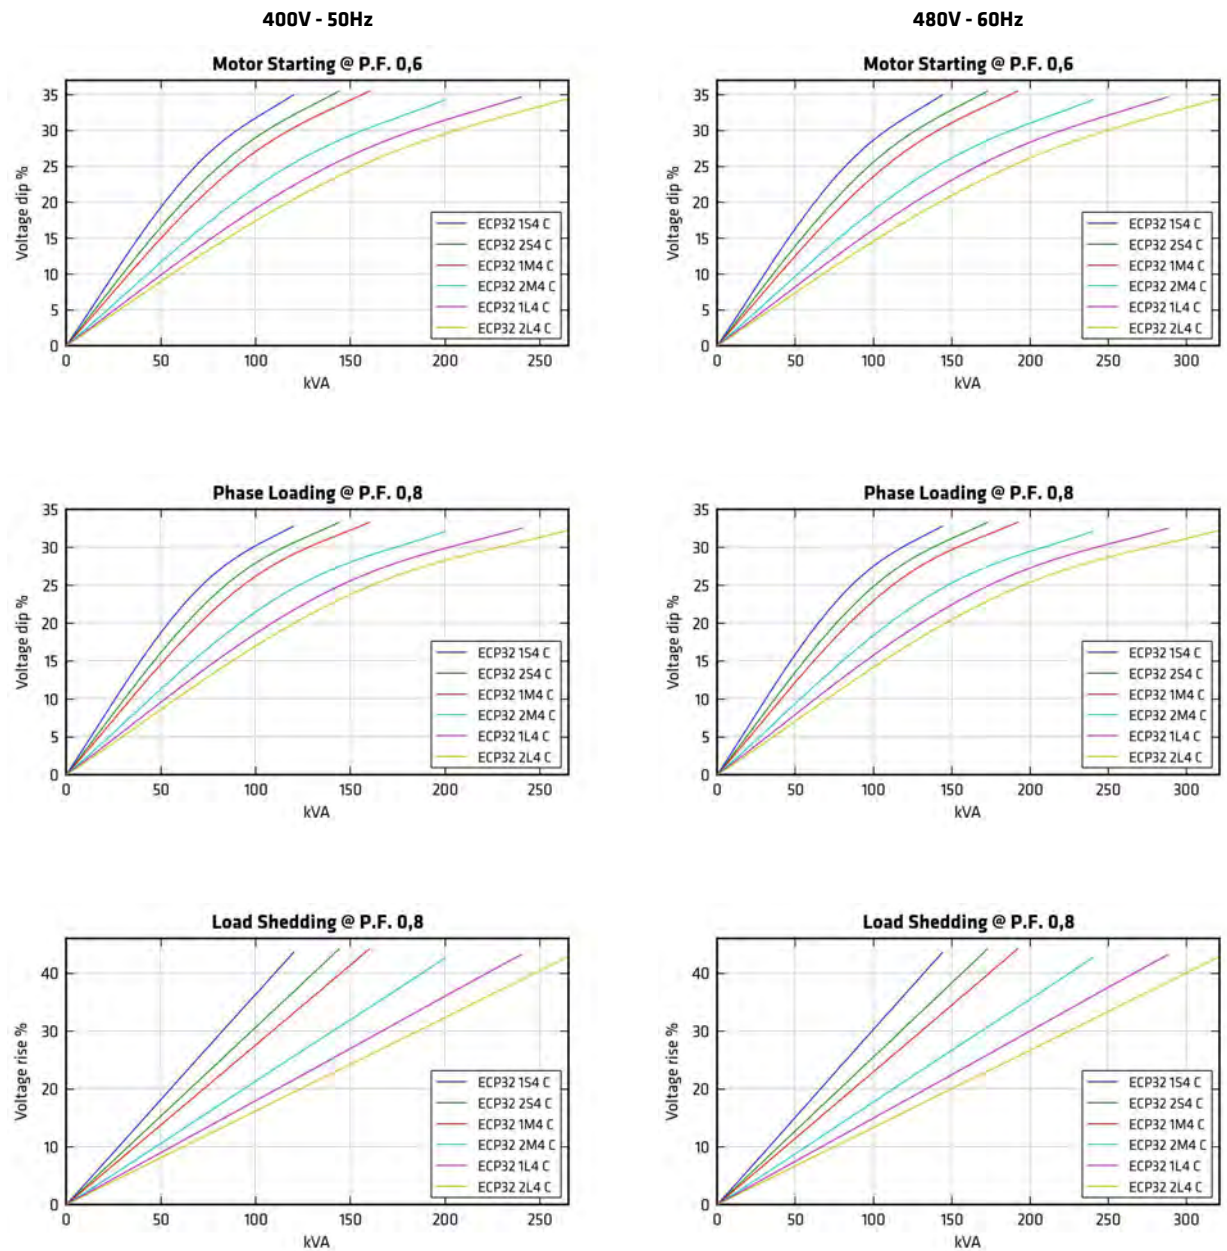 400V - 50Hz
480V - 60Hz
Motor Starting @ P.F. 0,6
Voltage dip %
35
30
25
20
15
10
5
0
0 50 100 150 200 250
kVA
ECP32 1S4 C
ECP32 2S4 C
ECP32 1M4 C
ECP32 2M4 C
ECP32 1L4 C
ECP32 2L4 C
Motor Starting @ P.F. 0,6
Voltage dip %
35
30
25
20
15
10
5
0
0 50 100 150 200 250 300
kVA
ECP32 1S4 C
ECP32 2S4 C
ECP32 1M4 C
ECP32 2M4 C
ECP32 1L4 C
ECP32 2L4 C
Phase Loading @ P.F. 0,8
Voltage dip %
35
30
25
20
15
10
5
0
0 50 100 150 200 250
kVA
ECP32 1S4 C
ECP32 2S4 C
ECP32 1M4 C
ECP32 2M4 C
ECP32 1L4 C
ECP32 2L4 C
Phase Loading @ P.F. 0,8
Voltage dip %
35
30
25
20
15
10
5
0
0 50 100 150 200 250 300
kVA
ECP32 1S4 C
ECP32 2S4 C
ECP32 1M4 C
ECP32 2M4 C
ECP32 1L4 C
ECP32 2L4 C
Load Shedding @ P.F. 0,8
Voltage rise %
40
30
20
10
0
0 50 100 150 200 250
kVA
ECP32 1S4 C
ECP32 2S4 C
ECP32 1M4 C
ECP32 2M4 C
ECP32 1L4 C
ECP32 2L4 C
Load Shedding @ P.F. 0,8
Voltage rise %
40
30
20
10
0
0 50 100 150 200 250 300
kVA
ECP32 1S4 C
ECP32 2S4 C
ECP32 1M4 C
ECP32 2M4 C
ECP32 1L4 C
ECP32 2L4 C